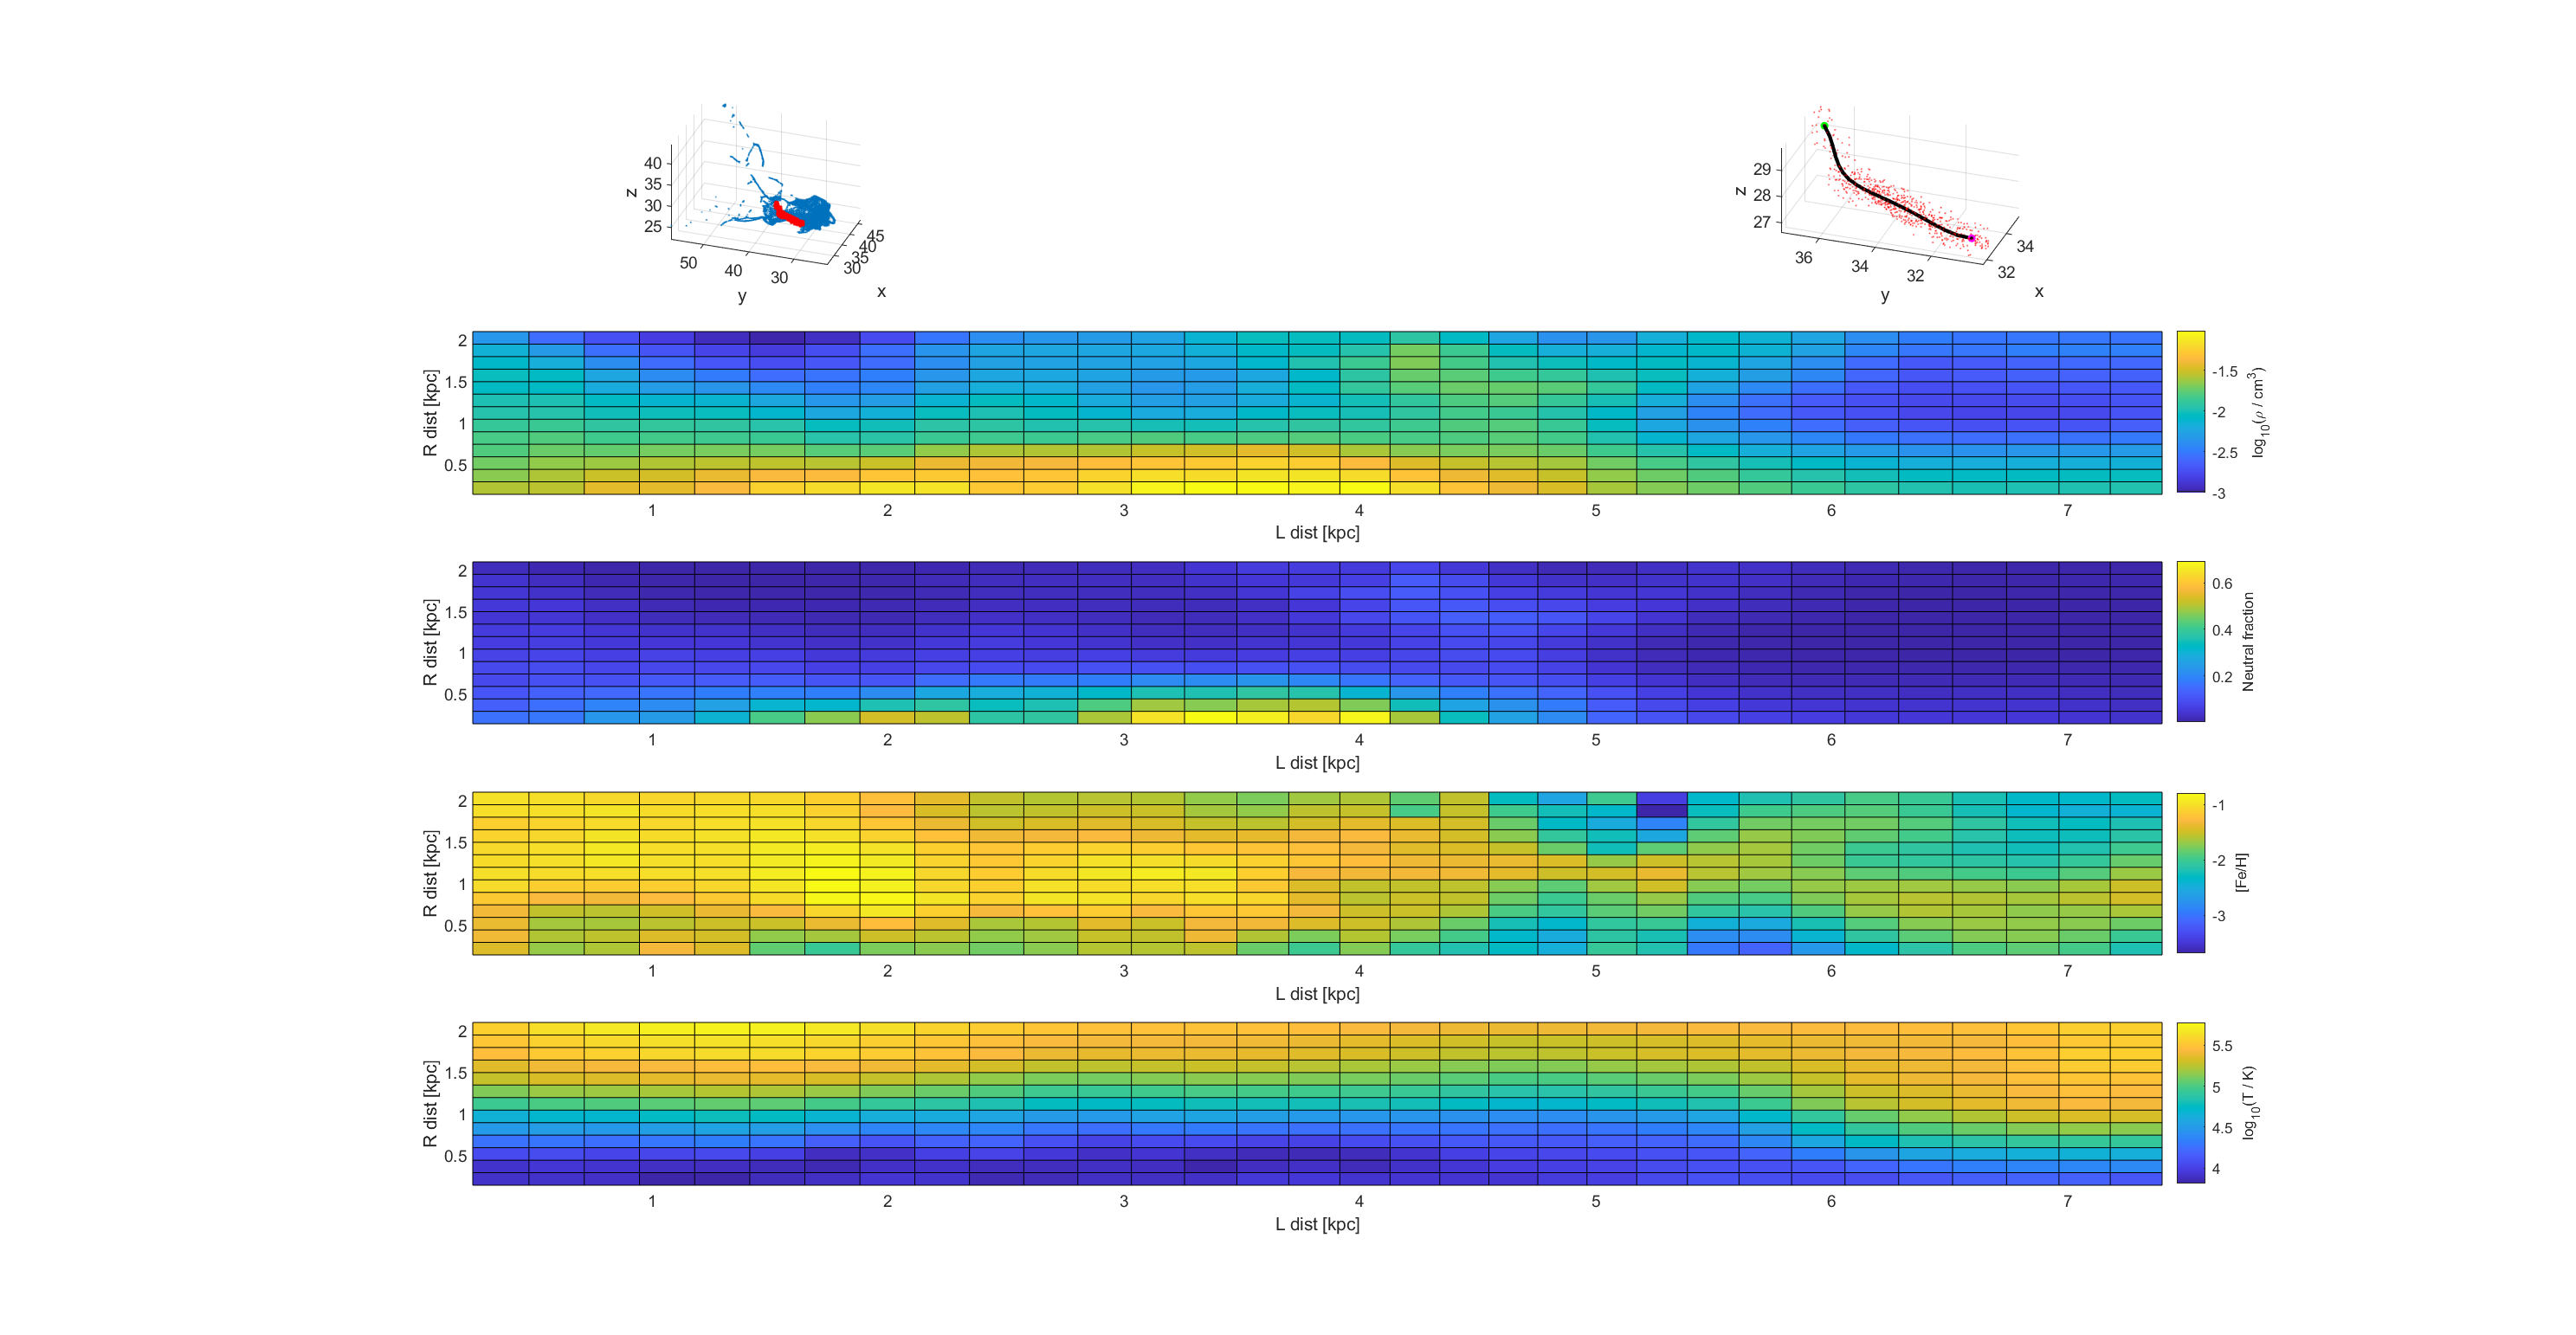 40
35
30
25
z
50
40
30
y
45
40
35
30
x
29
28
27
z
36
34
32
y
34
32
x
2
1.5
1
0.5
R dist [kpc]
1 2 3 4 5 6 7
L dist [kpc]
-1.5
-2
-2.5
-3
log10(ρ / cm3)
2
1.5
1
0.5
R dist [kpc]
1 2 3 4 5 6 7
L dist [kpc]
0.6
0.4
0.2
Neutral fraction
2
1.5
1
0.5
R dist [kpc]
1 2 3 4 5 6 7
L dist [kpc]
-1
-2
-3
[Fe/H]
2
1.5
1
0.5
R dist [kpc]
1 2 3 4 5 6 7
L dist [kpc]
5.5
5
4.5
4
log10(T / K)